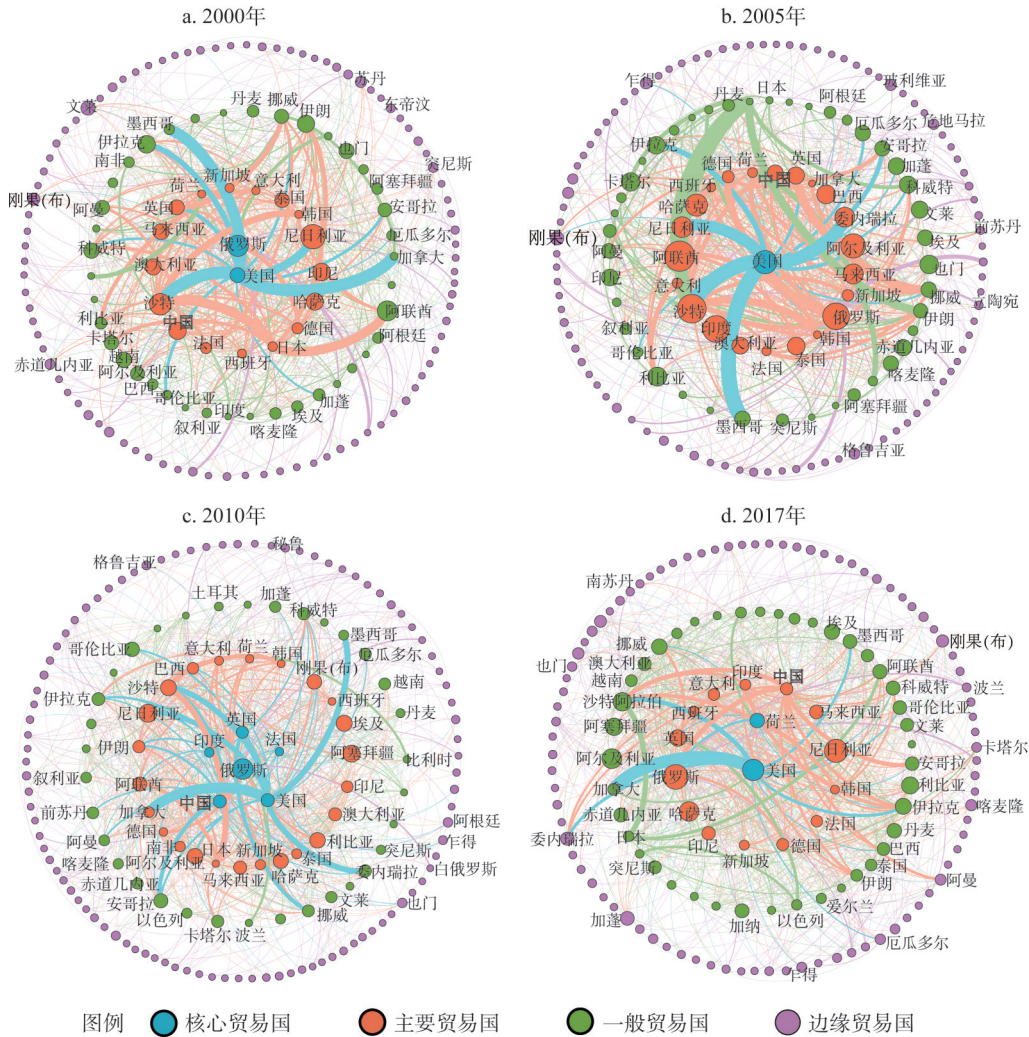 a. 2000年
苏丹
丹麦
挪威
东帝汶
文莱
墨西哥
伊朗
伊拉克
也门
南非
新加坡
突尼斯
荷兰
意大利
阿塞拜疆
刚果(布)
泰国
安哥拉
阿曼
英国
韩国
马来西亚
尼日利亚
厄瓜多尔
科威特
俄罗斯
加拿大
澳大利亚
美国
印尼
沙特
哈萨克
阿联酋
利比亚
中国
德国
阿根廷
卡塔尔
法国
日本
赤道几内亚
越南
西班牙
阿尔及利亚
巴西
哥伦比亚
加蓬
印度
埃及
叙利亚
喀麦隆
b. 2005年
乍得
日本
玻利维亚
丹麦
阿根廷
厄瓜多尔
危地马拉
伊拉克
荷兰
英国
安哥拉
德国
中国
加蓬
卡塔尔
西班牙
加拿大
科威特
哈萨克
巴西
文莱
尼日利亚
委内瑞拉
前苏丹
刚果(布)
阿尔及利亚
埃及
阿曼
阿联酋
美国
也门
印尼
意大利
马来西亚
沙特
新加坡
挪威
立陶宛
叙利亚
印度
俄罗斯
伊朗
哥伦比亚
澳大利亚
韩国
赤道几内亚
利比亚
法国
泰国
喀麦隆
阿塞拜疆
墨西哥
突尼斯
格鲁吉亚
c. 2010年
秘鲁
格鲁吉亚
土耳其
加蓬
科威特
墨西哥
哥伦比亚
意大利
荷兰
韩国
厄瓜多尔
巴西
刚果(布)
沙特
越南
伊拉克
西班牙
尼日利亚
英国
埃及
丹麦
伊朗
印度
法国
阿塞拜疆
比利时
叙利亚
俄罗斯
阿联酋
印尼
前苏丹
加拿大
中国
美国
澳大利亚
阿根廷
阿曼
德国
利比亚
乍得
南非
日本
新加坡
泰国
突尼斯
喀麦隆
阿尔及利亚
马来西亚
哈萨克
委内瑞拉
白俄罗斯
赤道几内亚
安哥拉
文莱
也门
以色列
挪威
卡塔尔
波兰
d. 2017年
南苏丹
埃及
挪威
墨西哥
刚果(布)
也门
澳大利亚
印度
中国
阿联酋
越南
意大利
科威特
波兰
沙特阿拉伯
哥伦比亚
西班牙
荷兰
马来西亚
文莱
阿塞拜疆
英国
卡塔尔
阿尔及利亚
尼日利亚
安哥拉
加拿大
俄罗斯
美国
韩国
利比亚
赤道几内亚
哈萨克
伊拉克
喀麦隆
日本
法国
丹麦
委内瑞拉
印尼
德国
巴西
新加坡
泰国
突尼斯
伊朗
阿曼
加蓬
爱尔兰
加纳
以色列
厄瓜多尔
乍得
图例
核心贸易国
主要贸易国
一般贸易国
边缘贸易国